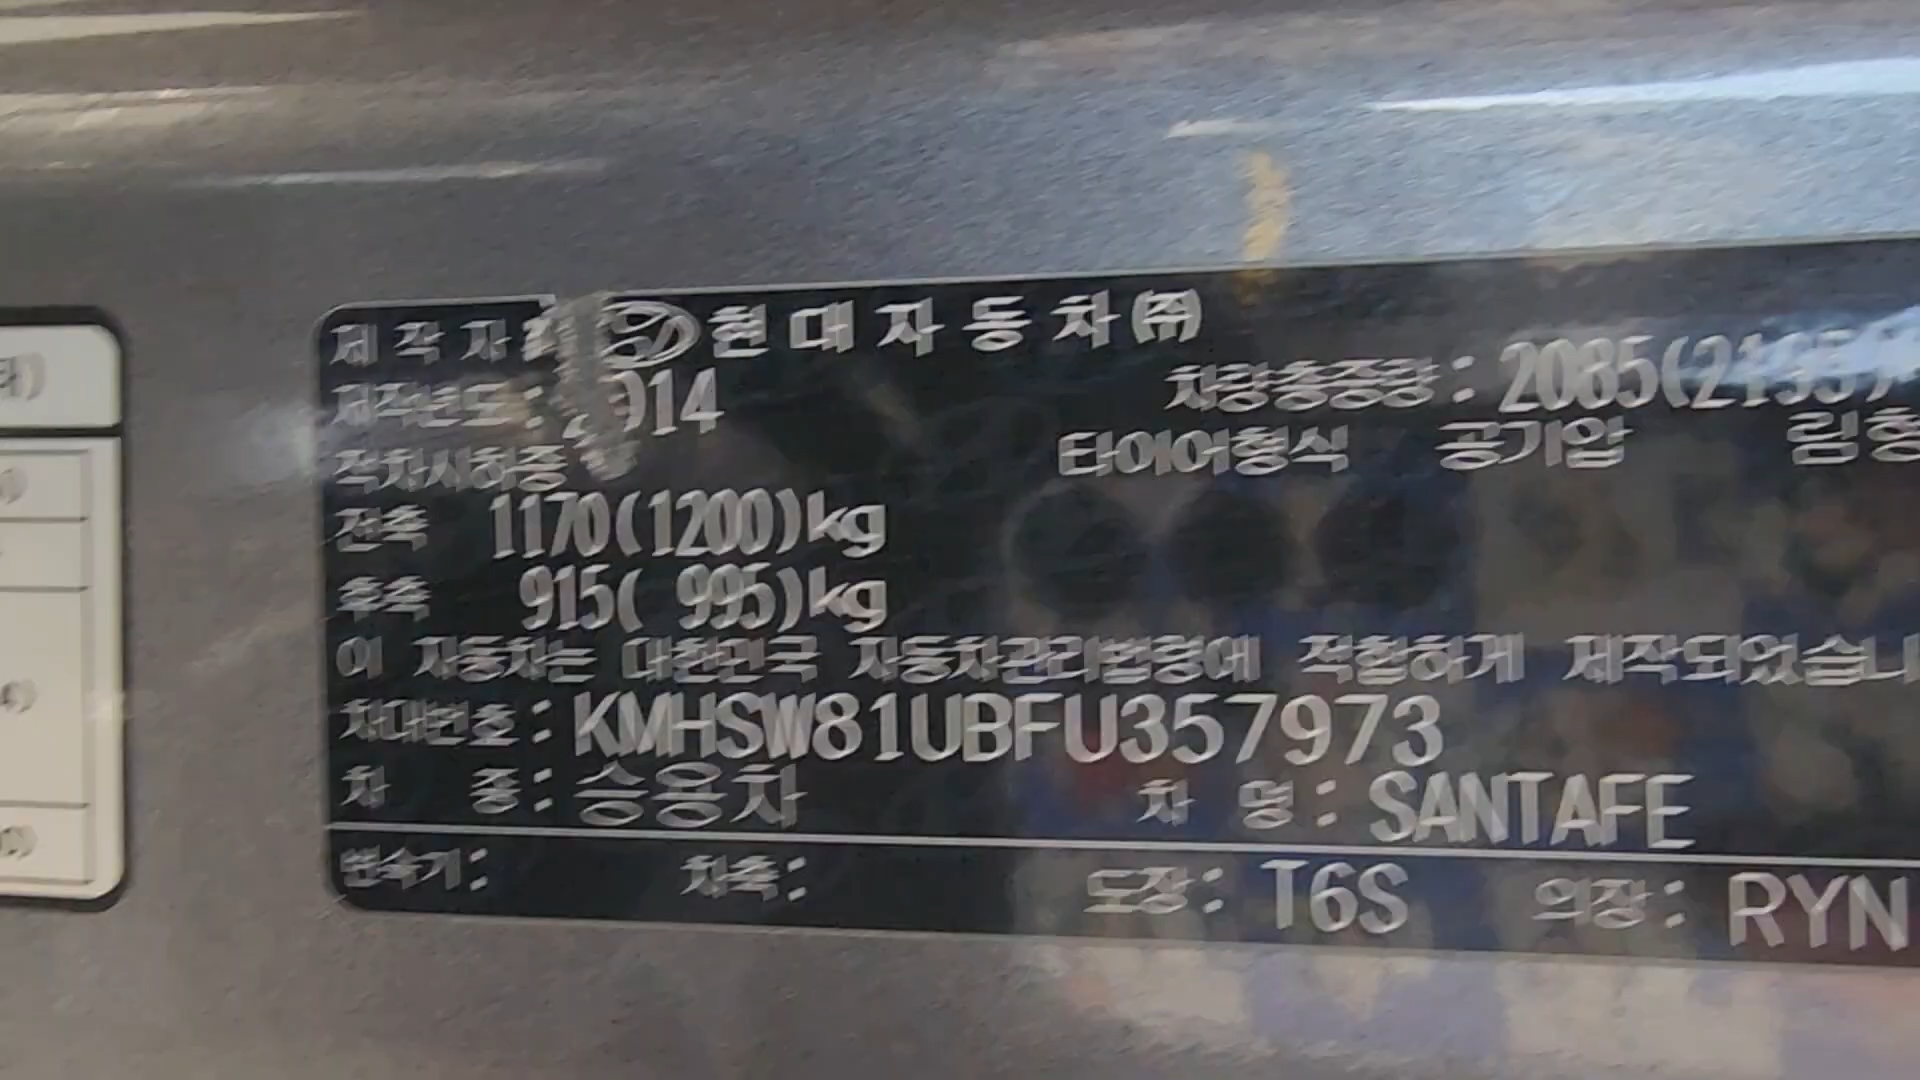 제작자 현대자동차㈜
제작년도: 2014 차량총중량: 2085(2195)
적차시하중 타이어형식 공기압 림형
전축 1170(1200)kg
후축 915( 995)kg
이 자동차는 대한민국 자동차관리법령에 적합하게 제작되었습니
차대번호: KMHSW81UBFU357973
차 종: 승용차 차 명: SANTAFE
변속기: 차축: 도장: T6S 의장: RYN